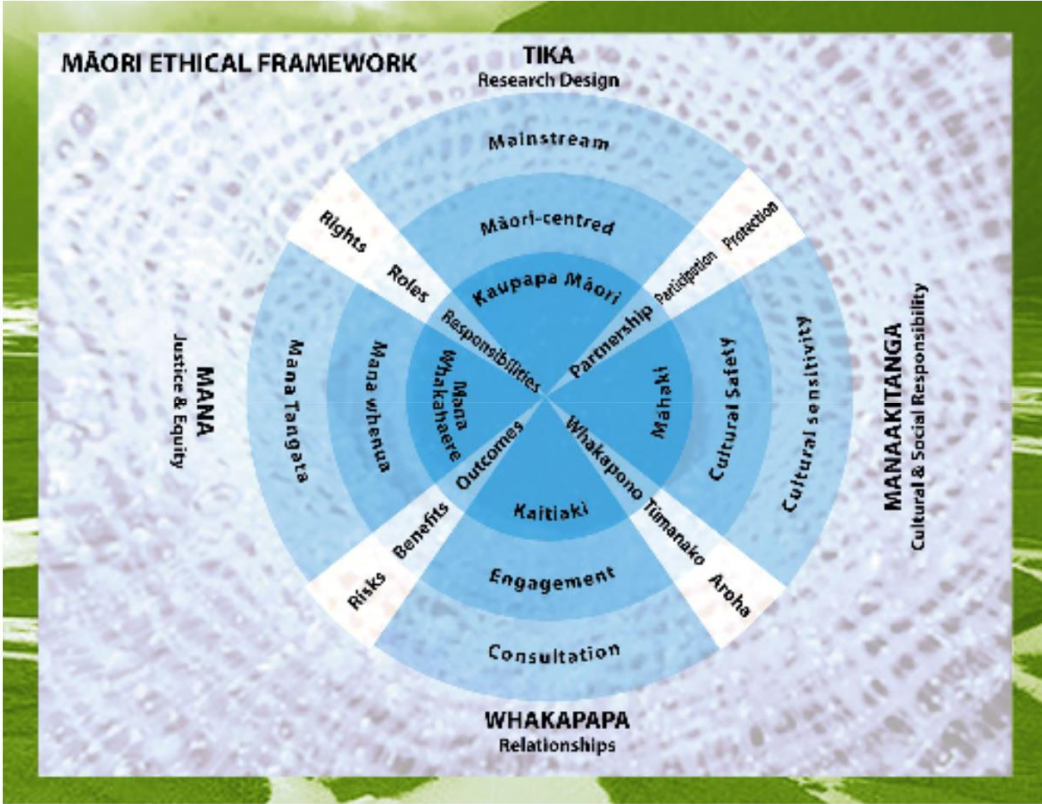 MĀORI ETHICAL FRAMEWORK
TIKA
Research Design
Mainstream
Māori-centred
Kaupapa Māori
Rights
Roles
Responsibilities
Protection
Participation
Partnership
MANA
Justice & Equity
Mana Tangata
Mana whenua
Mana
Whakahaere
Māhaki
Cultural Safety
Cultural sensitivity
MANAAKITANGA
Cultural & Social Responsibility
Outcomes
Benefits
Risks
Whakapono
Tūmanako
Aroha
Kaitiaki
Engagement
Consultation
WHAKAPAPA
Relationships